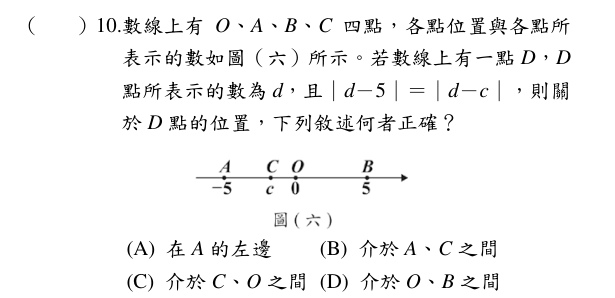 (　　) 10.數線上有 O、A、B、C 四點，各點位置與各點所
表示的數如圖（六）所示。若數線上有一點 D，D
點所表示的數為 d，且｜d－5｜＝｜d－c｜，則關
於 D 點的位置，下列敘述何者正確？
A C O B
−5 c 0 5
圖（六）
(A) 在 A 的左邊 (B) 介於 A、C 之間
(C) 介於 C、O 之間 (D) 介於 O、B 之間